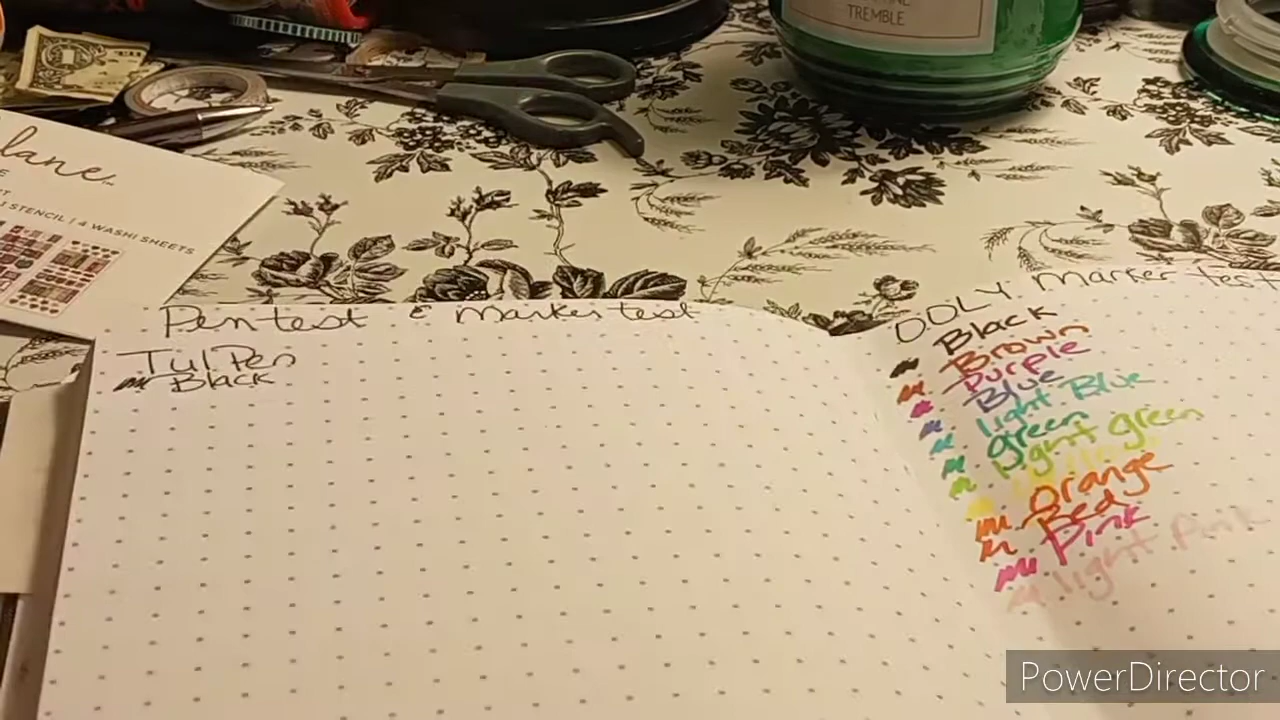 TREMBLE
lane
1 STENCIL | 4 WASHI SHEETS
Pen test & Marker test
Tul Pen
Black
OOLY Marker test
Black
Brown
Purple
Blue
light Blue
green
light green
Orange
Red
Pink
light Pink
PowerDirector